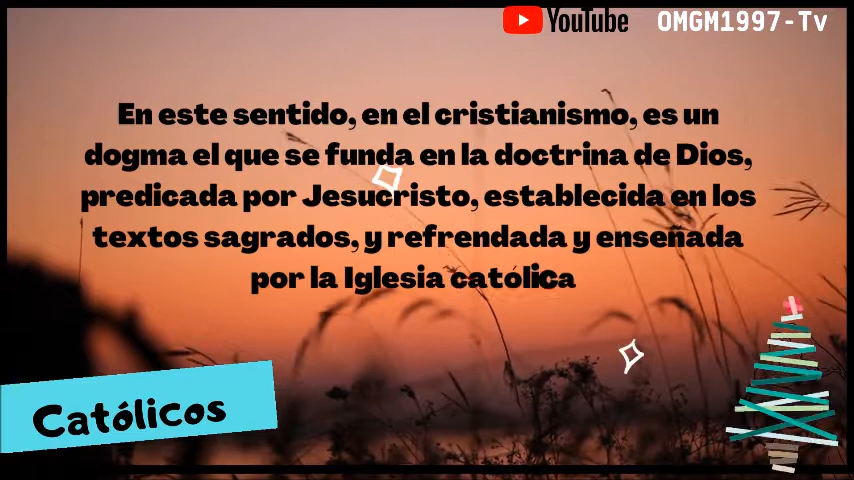 YouTube OMGM1997-Tv
En este sentido, en el cristianismo, es un
dogma el que se funda en la doctrina de Dios,
predicada por Jesucristo, establecida en los
textos sagrados, y refrendada y enseñada
por la Iglesia católica
Católicos